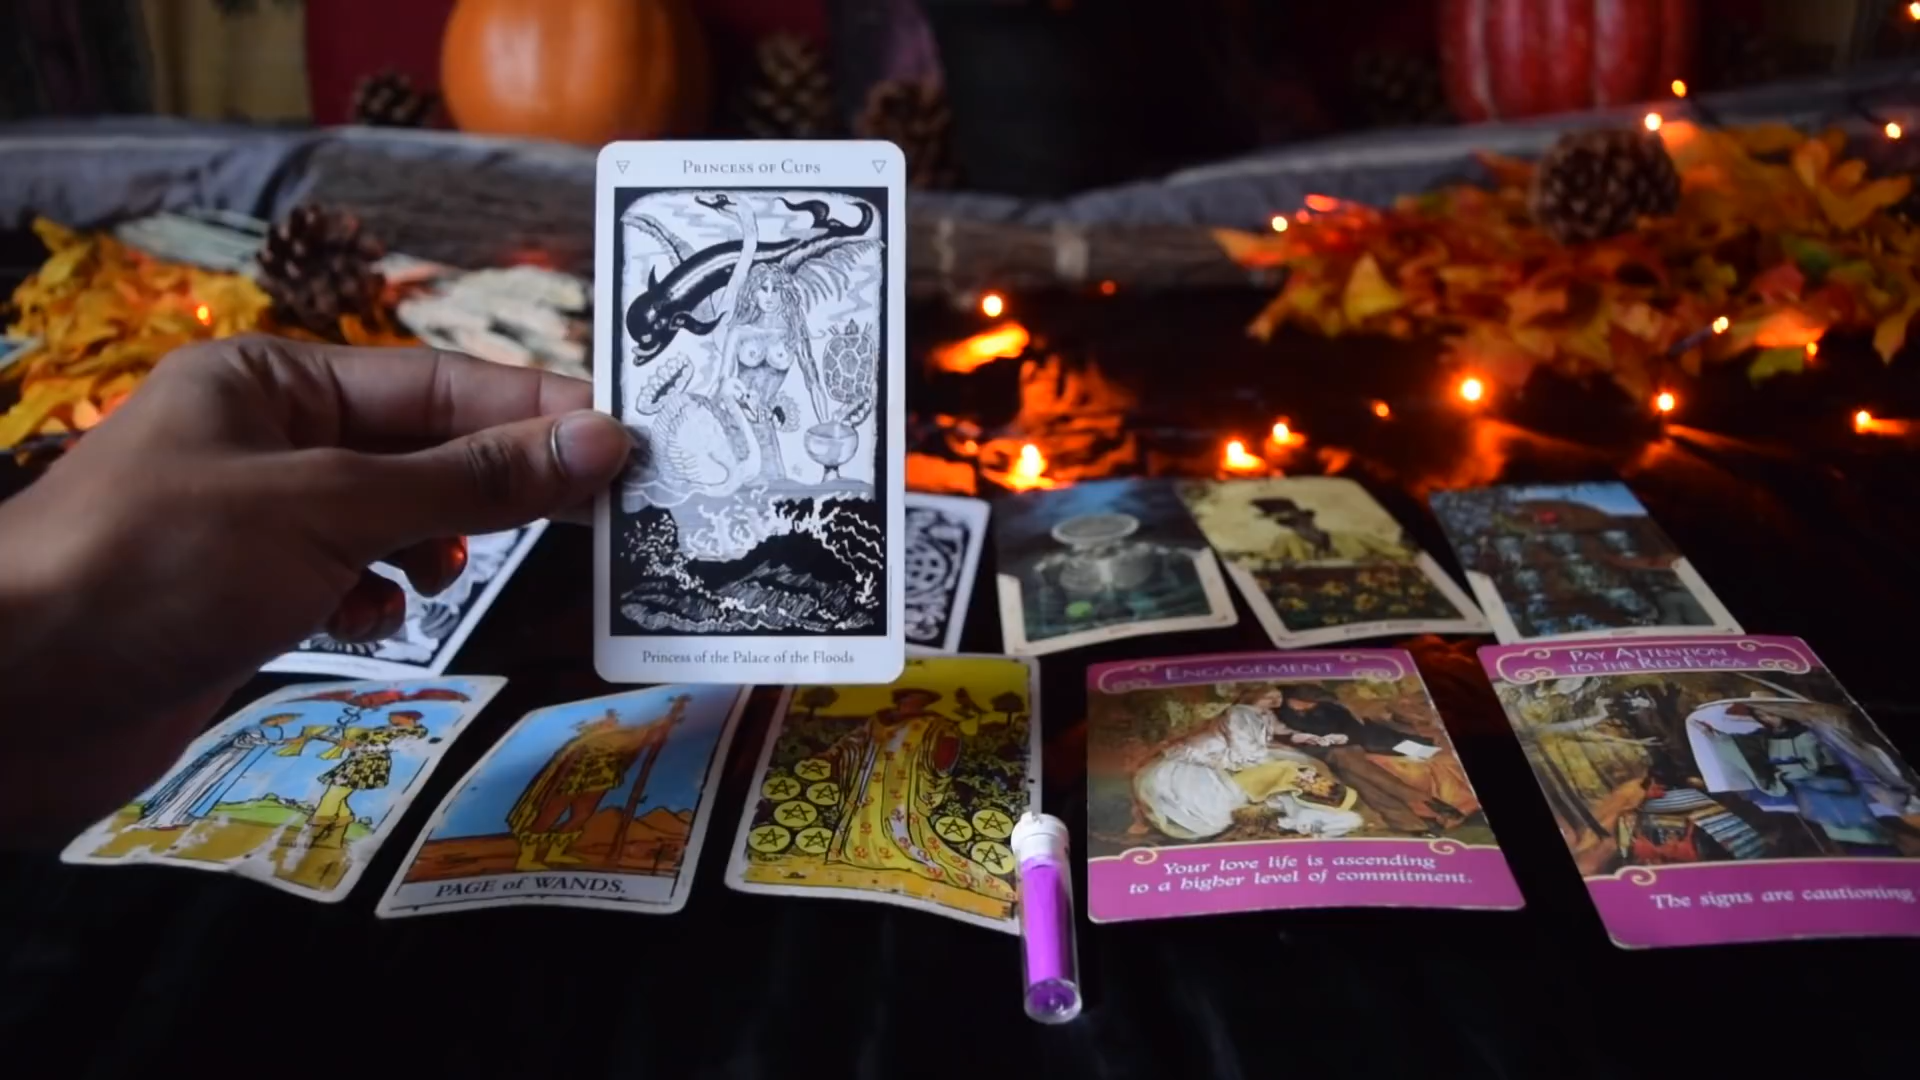 PRINCESS OF CUPS
Princess of the Palace of the Floods
PAGE of WANDS.
ENGAGEMENT
Your love life is ascending
to a higher level of commitment.
PAY ATTENTION
TO THE RED FLAGS
The signs are cautioning